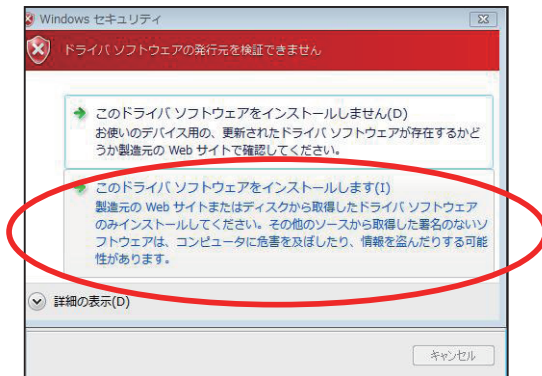 Windows セキュリティ
ドライバ ソフトウェアの発行元を検証できません
このドライバ ソフトウェアをインストールしません(D)
お使いのデバイス用の、更新されたドライバ ソフトウェアが存在するかど
うか製造元の Web サイトで確認してください。
このドライバ ソフトウェアをインストールします(I)
製造元の Web サイトまたはディスクから取得したドライバ ソフトウェア
のみインストールしてください。その他のソースから取得した署名のないソ
フトウェアは、コンピュータに危害を及ぼしたり、情報を盗んだりする可能
性があります。
詳細の表示(D)
キャンセル